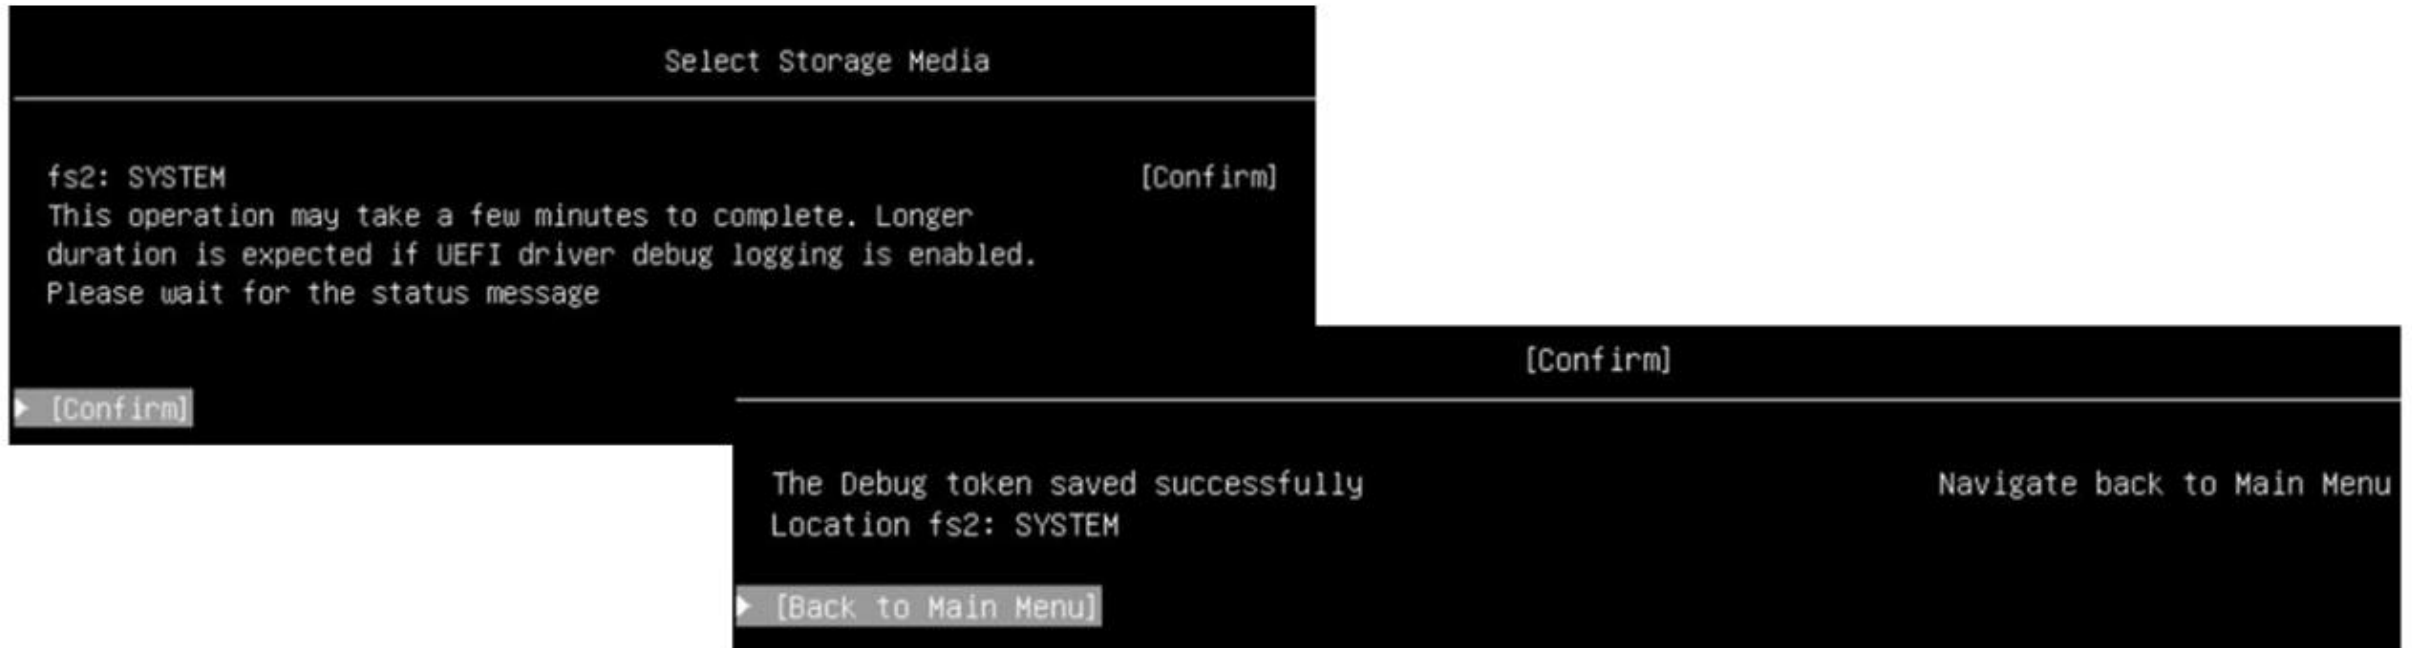 Select Storage Media
fs2: SYSTEM
[Confirm]
This operation may take a few minutes to complete. Longer
duration is expected if UEFI driver debug logging is enabled.
Please wait for the status message
[Confirm]
[Confirm]
The Debug token saved successfully
Navigate back to Main Menu
Location fs2: SYSTEM
[Back to Main Menu]